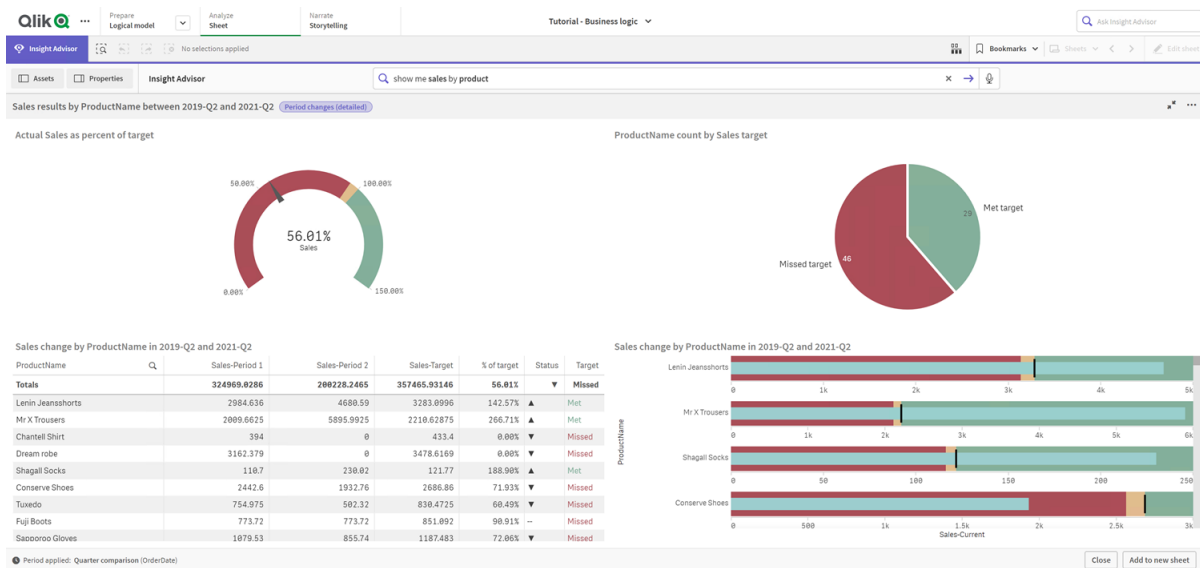 Qlik
Prepare
Logical model
Analyze
Sheet
Narrate
Storytelling
Tutorial - Business logic
Ask Insight Advisor
Insight Advisor
No selections applied
Bookmarks
Sheets
Edit sheet
Assets
Properties
Insight Advisor
show me sales by product
Sales results by ProductName between 2019-Q2 and 2021-Q2 Period changes (detailed)
Actual Sales as percent of target
50.00% 100.00%
56.01%
Sales
0.00% 150.00%
ProductName count by Sales target
29 Met target
Missed target 46
Sales change by ProductName in 2019-Q2 and 2021-Q2
ProductName Sales-Period 1 Sales-Period 2 Sales-Target % of target Status Target
Totals 324969.0286 200228.2465 357465.93146 56.01% ▼ Missed
Lenin Jeansshorts 2984.636 4680.59 3283.0996 142.57% ▲ Met
Mr X Trousers 2009.6625 5895.9925 2210.62875 266.71% ▲ Met
Chantell Shirt 394 0 433.4 0.00% ▼ Missed
Dream robe 3162.379 0 3478.6169 0.00% ▼ Missed
Shagall Socks 110.7 230.02 121.77 188.90% ▲ Met
Conserve Shoes 2442.6 1932.76 2686.86 71.93% ▼ Missed
Tuxedo 754.975 502.32 830.4725 60.49% ▼ Missed
Fuji Boots 773.72 773.72 851.092 90.91% -- Missed
Sapporoo Gloves 1079.53 855.74 1187.483 72.06% ▼ Missed
Sales change by ProductName in 2019-Q2 and 2021-Q2
ProductName
Lenin Jeansshorts
0 1k 2k 3k 4k 5k
Mr X Trousers
0 1k 2k 3k 4k 5k 6k
Shagall Socks
0 50 100 150 200 250
Conserve Shoes
0 500 1k 1.5k 2k 2.5k 3k
Sales-Current
Period applied: Quarter comparison (OrderDate)
Close
Add to new sheet